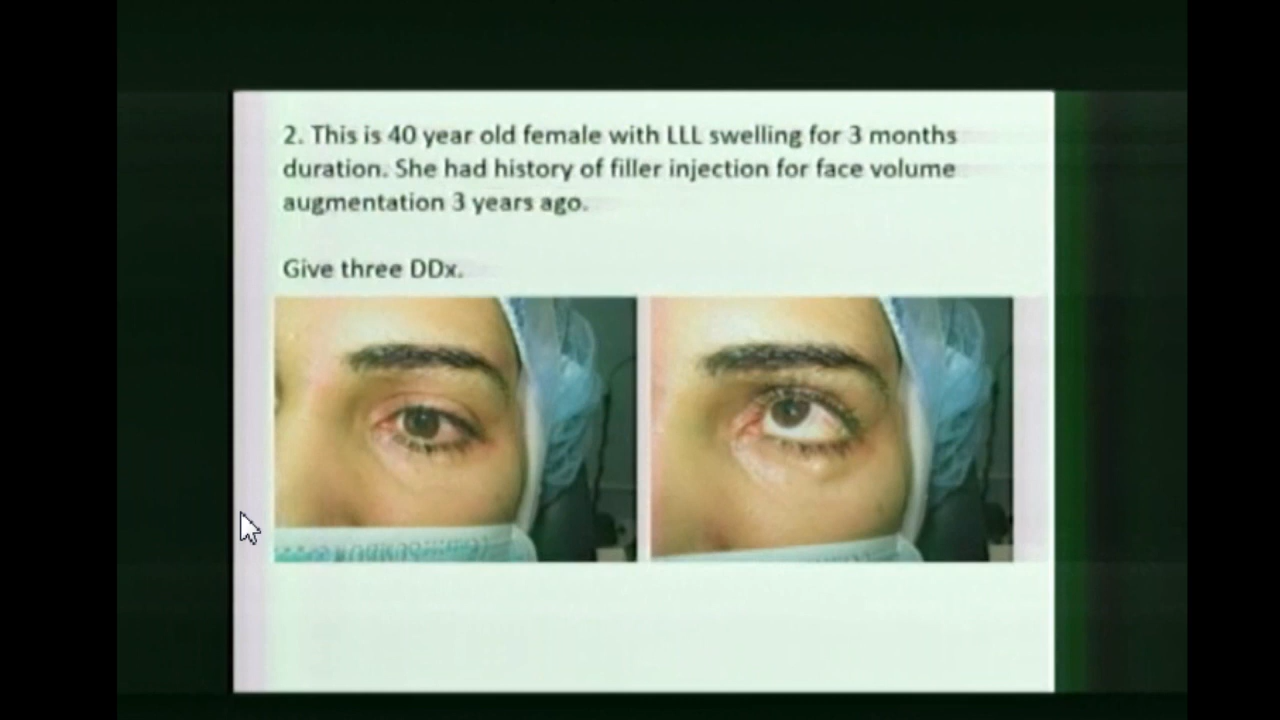 2. This is 40 year old female with LLL swelling for 3 months
duration. She had history of filler injection for face volume
augmentation 3 years ago.
Give three DDx.